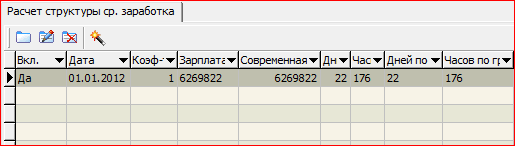 Расчет структуры ср. заработка
Вкл. Дата Коэф- Зарплата Современная Дн Час Дней по Часов по гр
Да 01.01.2012 1 6269822 6269822 22 176 22 176